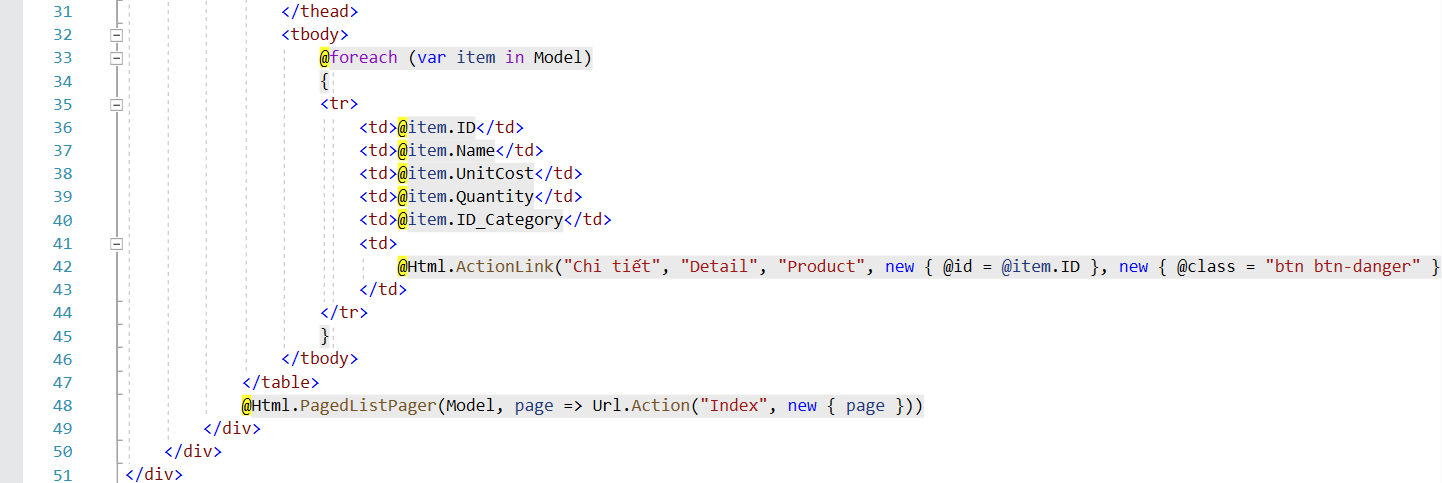 31 </thead>
32 <tbody>
33 @foreach (var item in Model)
34 {
35 <tr>
36 <td>@item.ID</td>
37 <td>@item.Name</td>
38 <td>@item.UnitCost</td>
39 <td>@item.Quantity</td>
40 <td>@item.ID_Category</td>
41 <td>
42 @Html.ActionLink("Chi tiết", "Detail", "Product", new { @id = @item.ID }, new { @class = "btn btn-danger" }
43 </td>
44 </tr>
45 }
46 </tbody>
47 </table>
48 @Html.PagedListPager(Model, page => Url.Action("Index", new { page }))
49 </div>
50 </div>
51 </div>